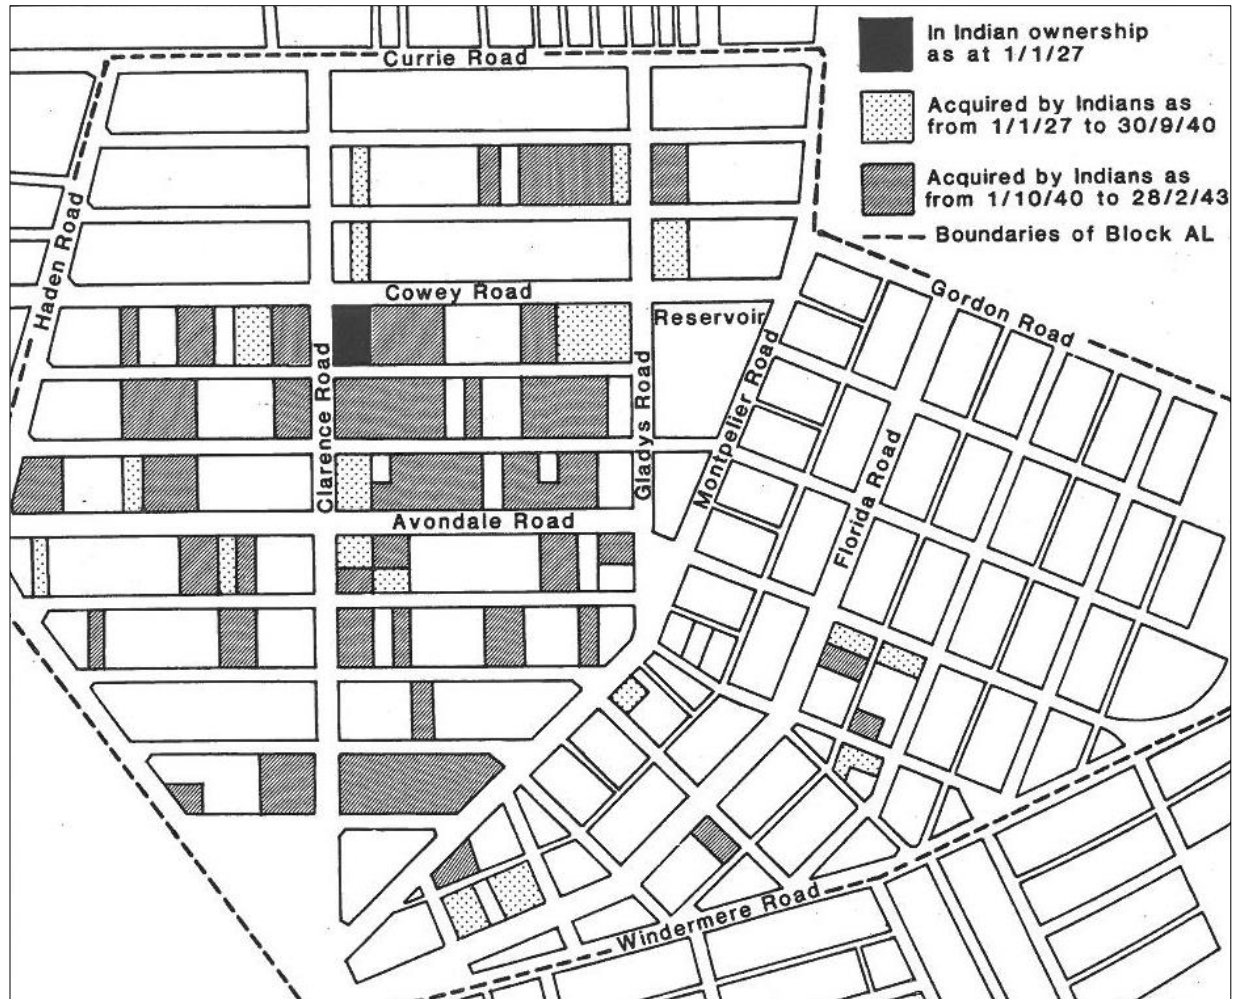 In Indian ownership
as at 1/1/27
Currie Road
Acquired by Indians as
from 1/1/27 to 30/9/40
Acquired by Indians as
from 1/10/40 to 28/2/43
Boundaries of Block AL
Haden Road
Cowey Road
Gordon Road
Reservoir
Clarence Road
Gladys Road
Montpelier Road
Florida Road
Avondale Road
Windermere Road